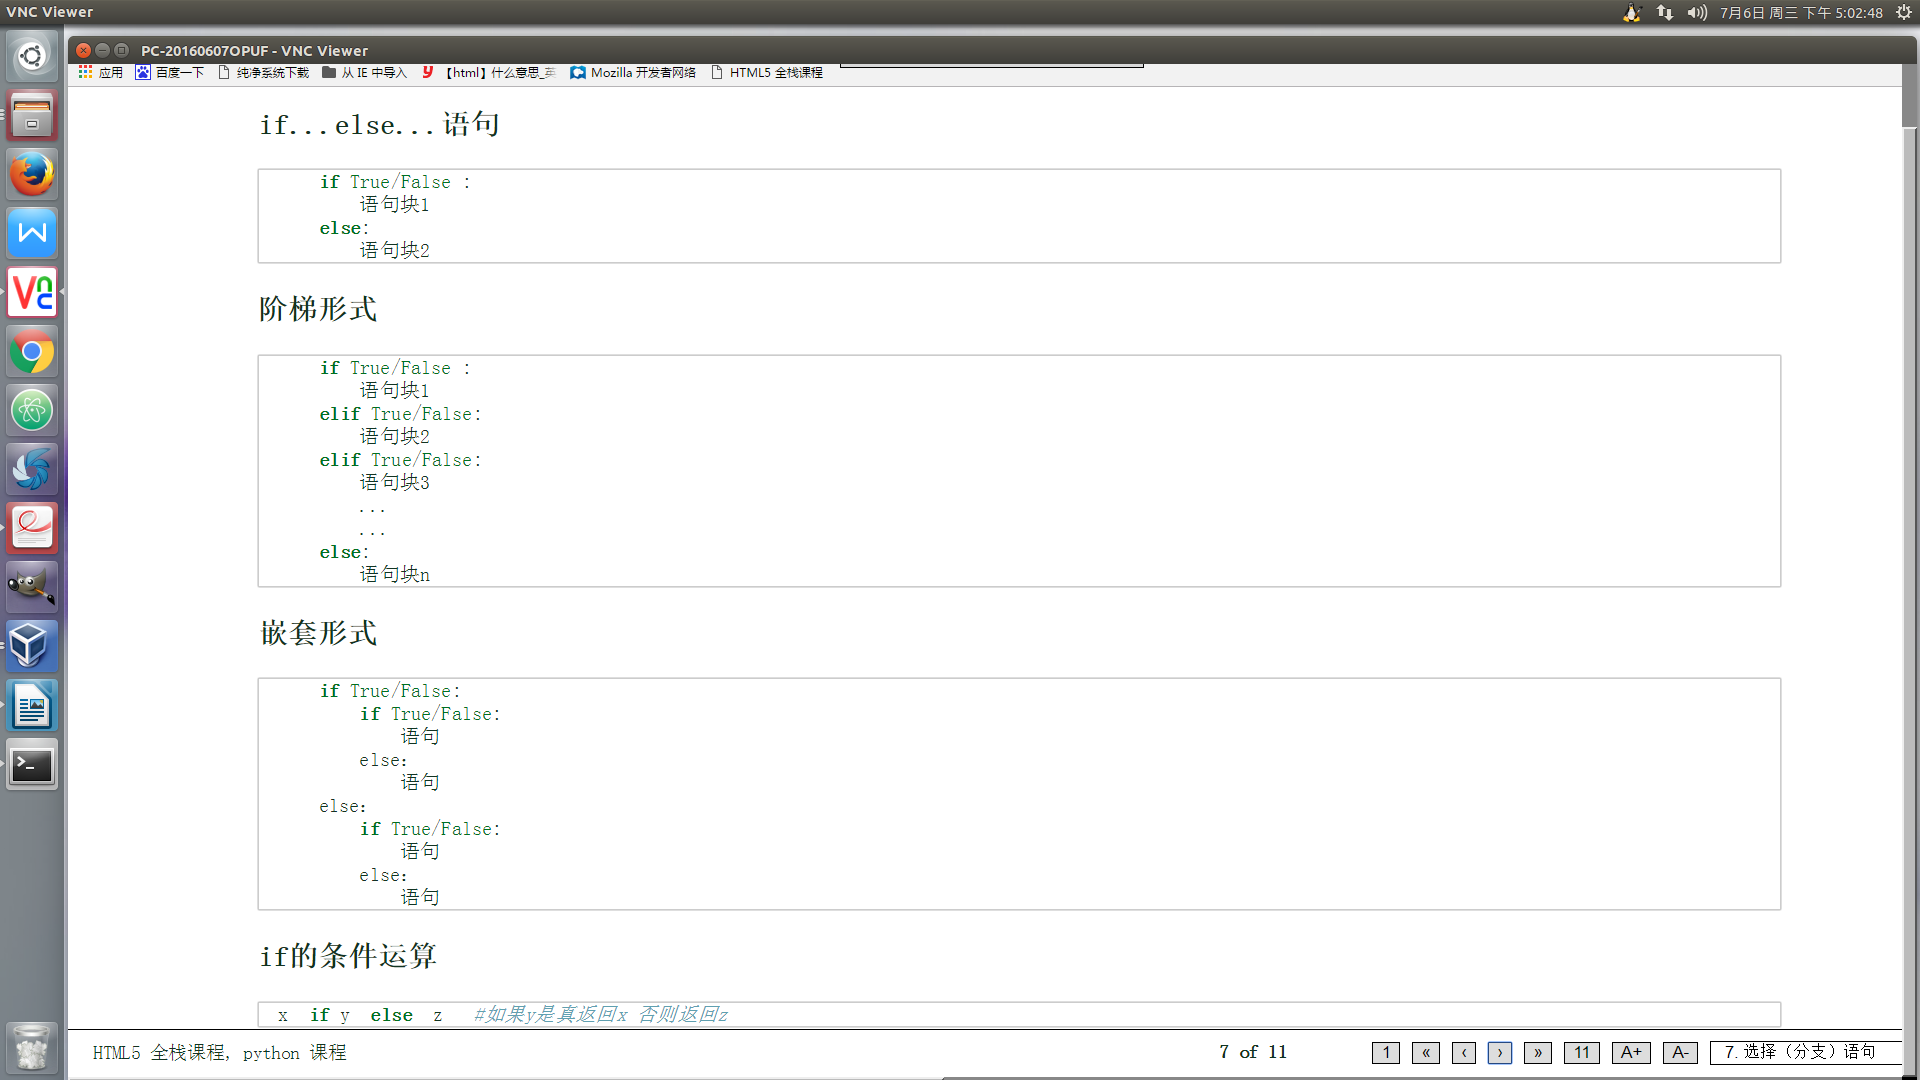 VNC Viewer
7月6日 周三 下午 5:02:48
PC-20160607OPUF - VNC Viewer
应用 百度一下 纯净系统下载 从 IE 中导入 【html】什么意思_英 Mozilla 开发者网络 HTML5 全栈课程
if...else...语句
if True/False :
语句块1
else:
语句块2
阶梯形式
if True/False :
语句块1
elif True/False:
语句块2
elif True/False:
语句块3
...
...
else:
语句块n
嵌套形式
if True/False:
if True/False:
语句
else:
语句
else:
if True/False:
语句
else:
语句
if的条件运算
x if y else z #如果y是真返回x 否则返回z
HTML5 全栈课程, python 课程
7 of 11
1 « ‹ › » 11 A+ A- 7. 选择（分支）语句